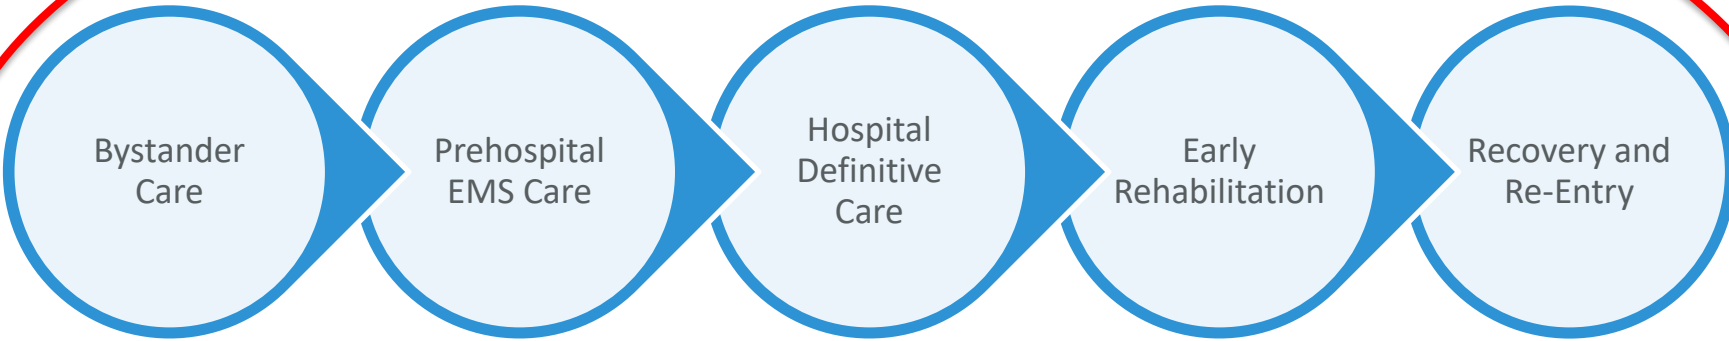 Bystander
Care
Prehospital
EMS Care
Hospital
Definitive
Care
Early
Rehabilitation
Recovery and
Re-Entry